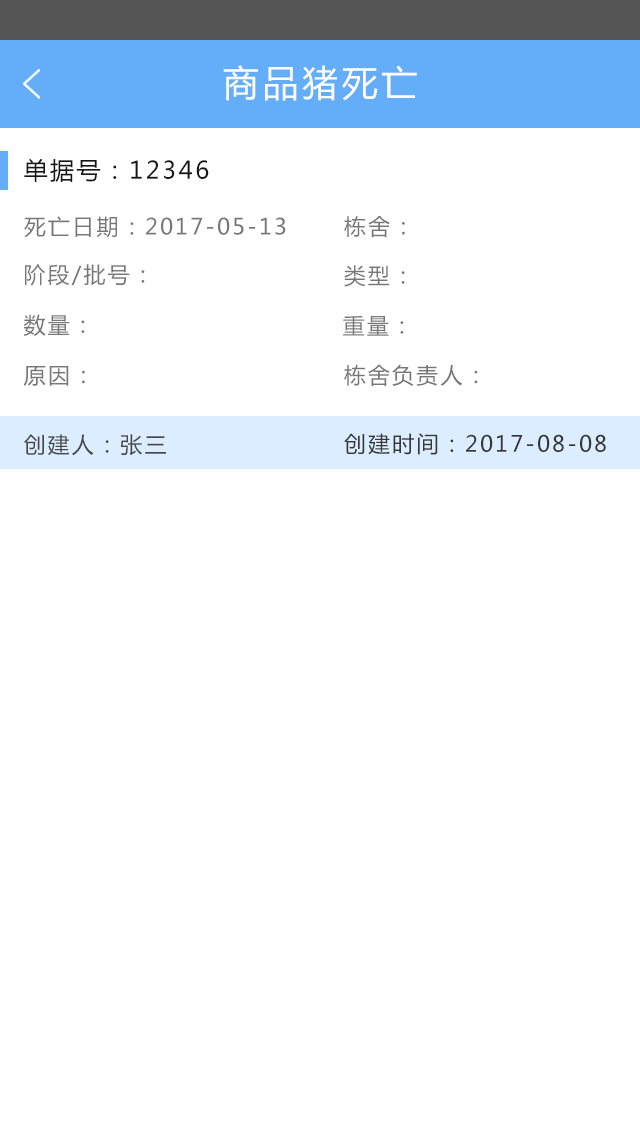 商品猪死亡
单据号：12346
死亡日期：2017-05-13 栋舍：
阶段/批号： 类型：
数量： 重量：
原因： 栋舍负责人：
创建人：张三 创建时间：2017-08-08